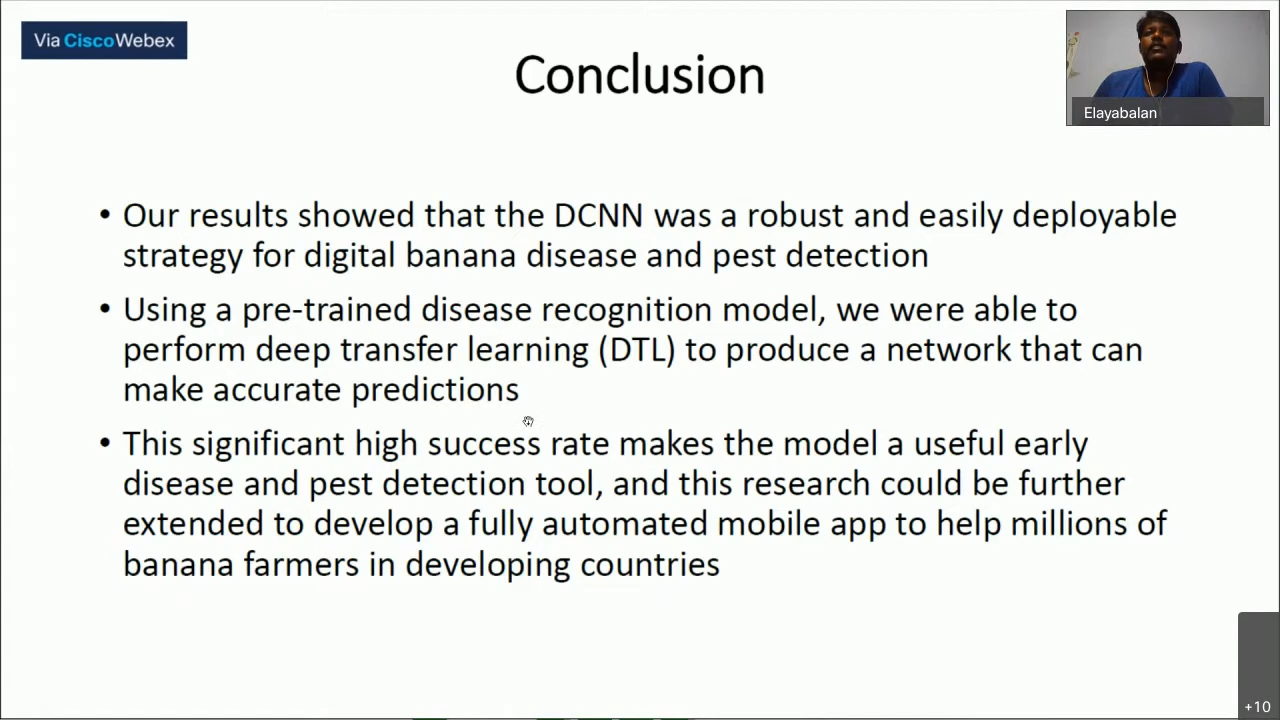 Via CiscoWebex
Conclusion
Elayabalan
• Our results showed that the DCNN was a robust and easily deployable
strategy for digital banana disease and pest detection
• Using a pre-trained disease recognition model, we were able to
perform deep transfer learning (DTL) to produce a network that can
make accurate predictions
• This significant high success rate makes the model a useful early
disease and pest detection tool, and this research could be further
extended to develop a fully automated mobile app to help millions of
banana farmers in developing countries
+10